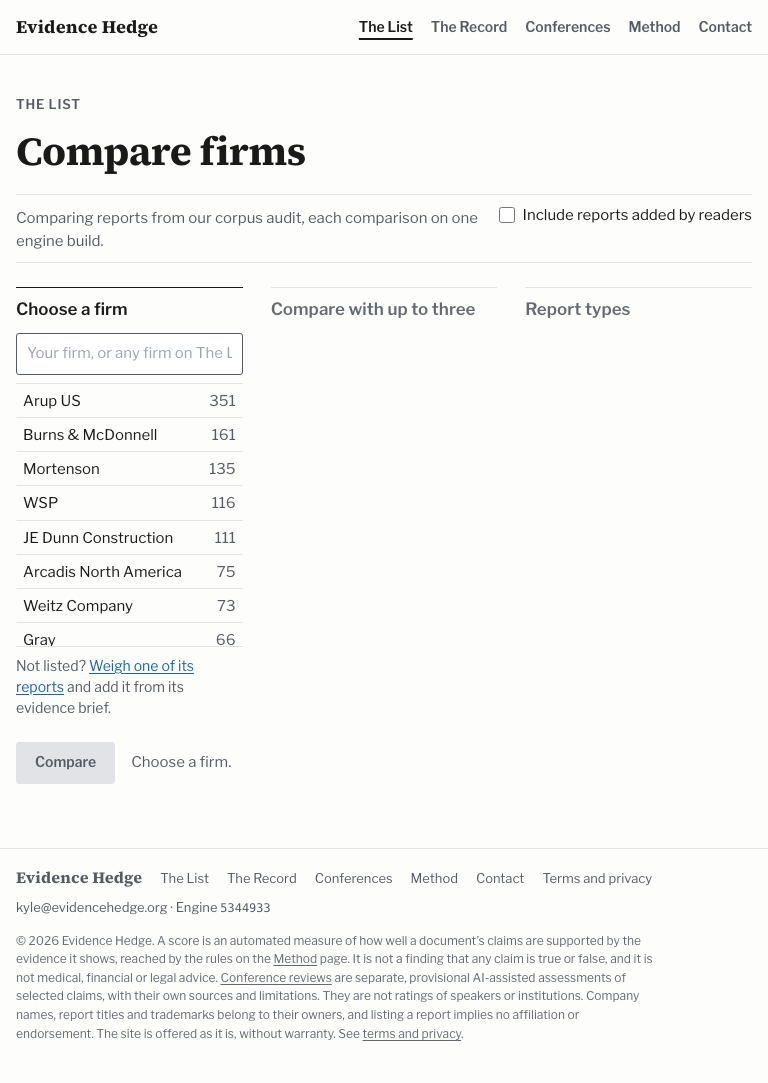 Evidence Hedge
The List
The Record
Conferences
Method
Contact
THE LIST
Compare firms
Comparing reports from our corpus audit, each comparison on one
engine build.
Include reports added by readers
Choose a firm
Your firm, or any firm on The L
Arup US 351
Burns & McDonnell 161
Mortenson 135
WSP 116
JE Dunn Construction 111
Arcadis North America 75
Weitz Company 73
Gray 66
Not listed? Weigh one of its
reports and add it from its
evidence brief.
Compare with up to three
Report types
Compare
Choose a firm.
Evidence Hedge
The List
The Record
Conferences
Method
Contact
Terms and privacy
kyle@evidencehedge.org · Engine 5344933
© 2026 Evidence Hedge. A score is an automated measure of how well a document’s claims are supported by the
evidence it shows, reached by the rules on the Method page. It is not a finding that any claim is true or false, and it is
not medical, financial or legal advice. Conference reviews are separate, provisional AI-assisted assessments of
selected claims, with their own sources and limitations. They are not ratings of speakers or institutions. Company
names, report titles and trademarks belong to their owners, and listing a report implies no affiliation or
endorsement. The site is offered as it is, without warranty. See terms and privacy.